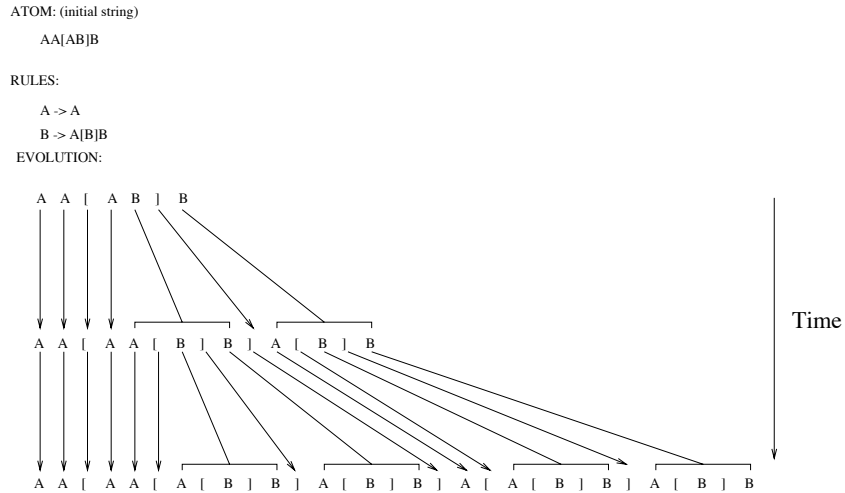 ATOM: (initial string)
AA[AB]B
RULES:
A -> A
B -> A[B]B
EVOLUTION:
A A [ A B ] B
Time
A A [ A A [ B ] B ] A [ B ] B
A A [ A A [ A [ B ] B ] A [ B ] B ] A [ A [ B ] B ] A [ B ] B